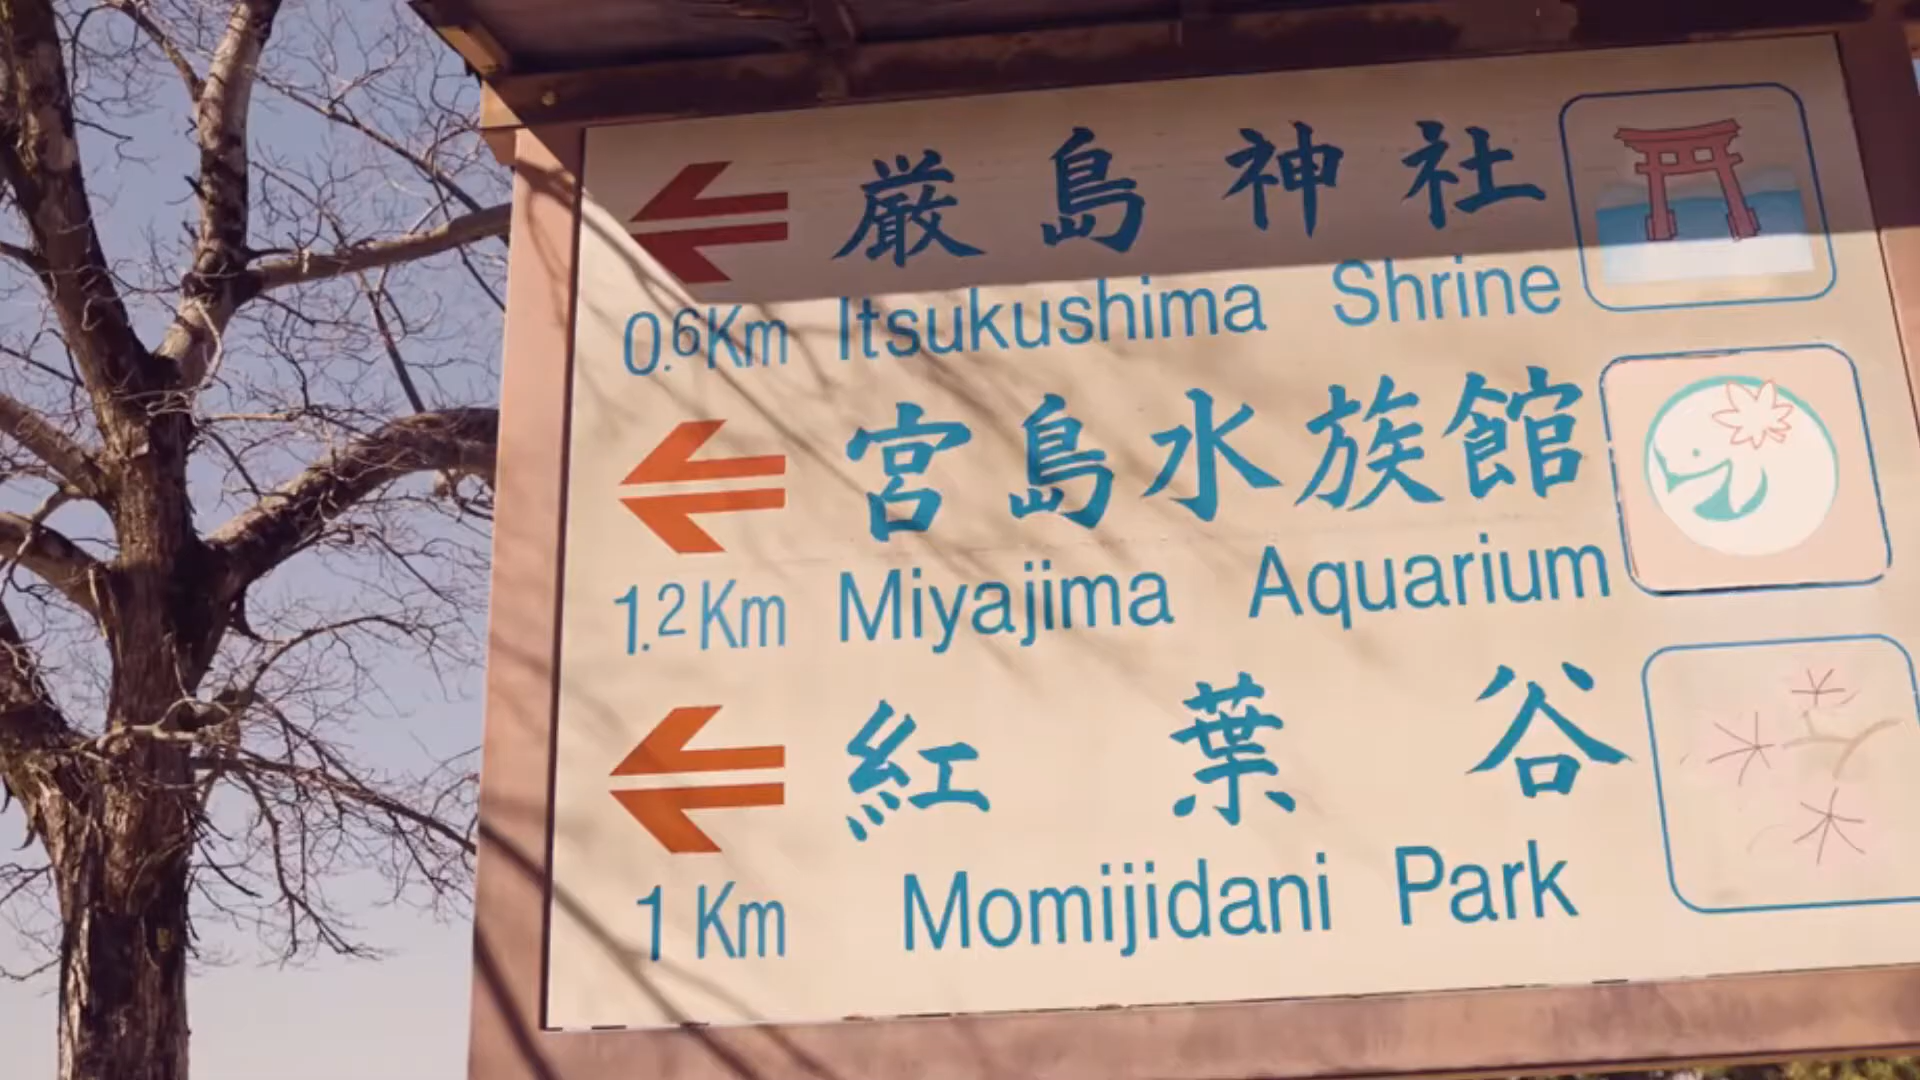 厳島神社
0.6Km Itsukushima Shrine
宮島水族館
1.2Km Miyajima Aquarium
紅葉谷
1Km Momijidani Park